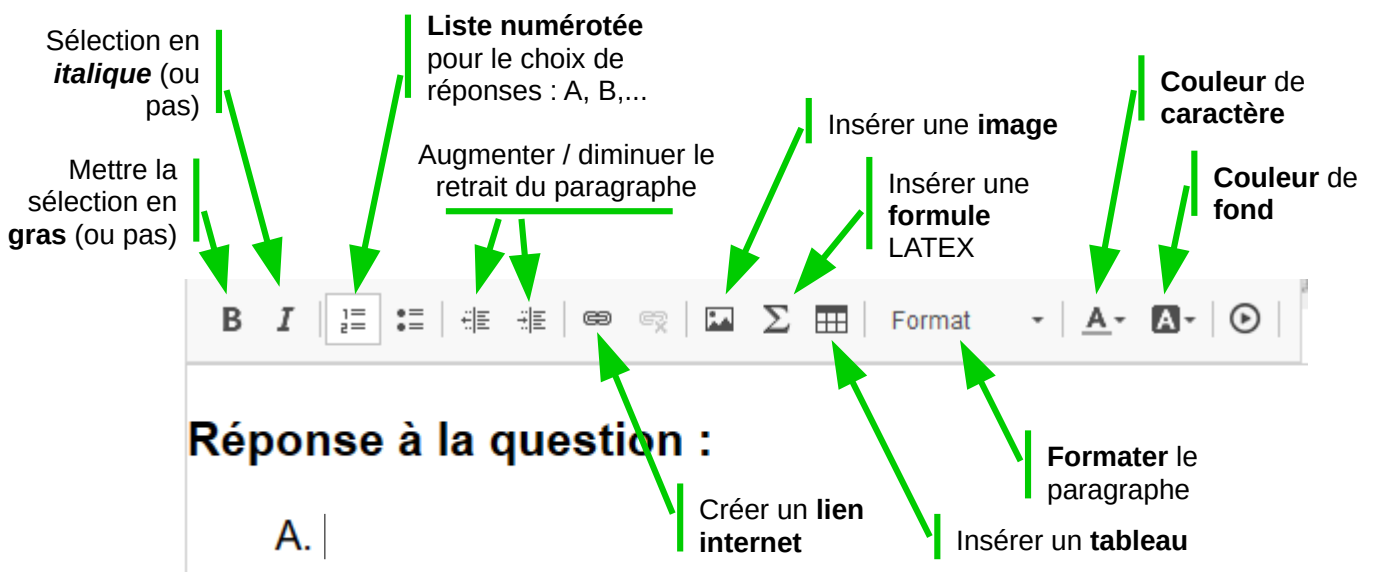 Sélection en
italique (ou
pas)
Liste numérotée
pour le choix de
réponses : A, B,...
Couleur de
caractère
Insérer une image
Mettre la
sélection en
gras (ou pas)
Augmenter / diminuer le
retrait du paragraphe
Insérer une
formule
LATEX
Couleur de
fond
B I Format A A
Réponse à la question :
A.
Créer un lien
internet
Formater le
paragraphe
Insérer un tableau